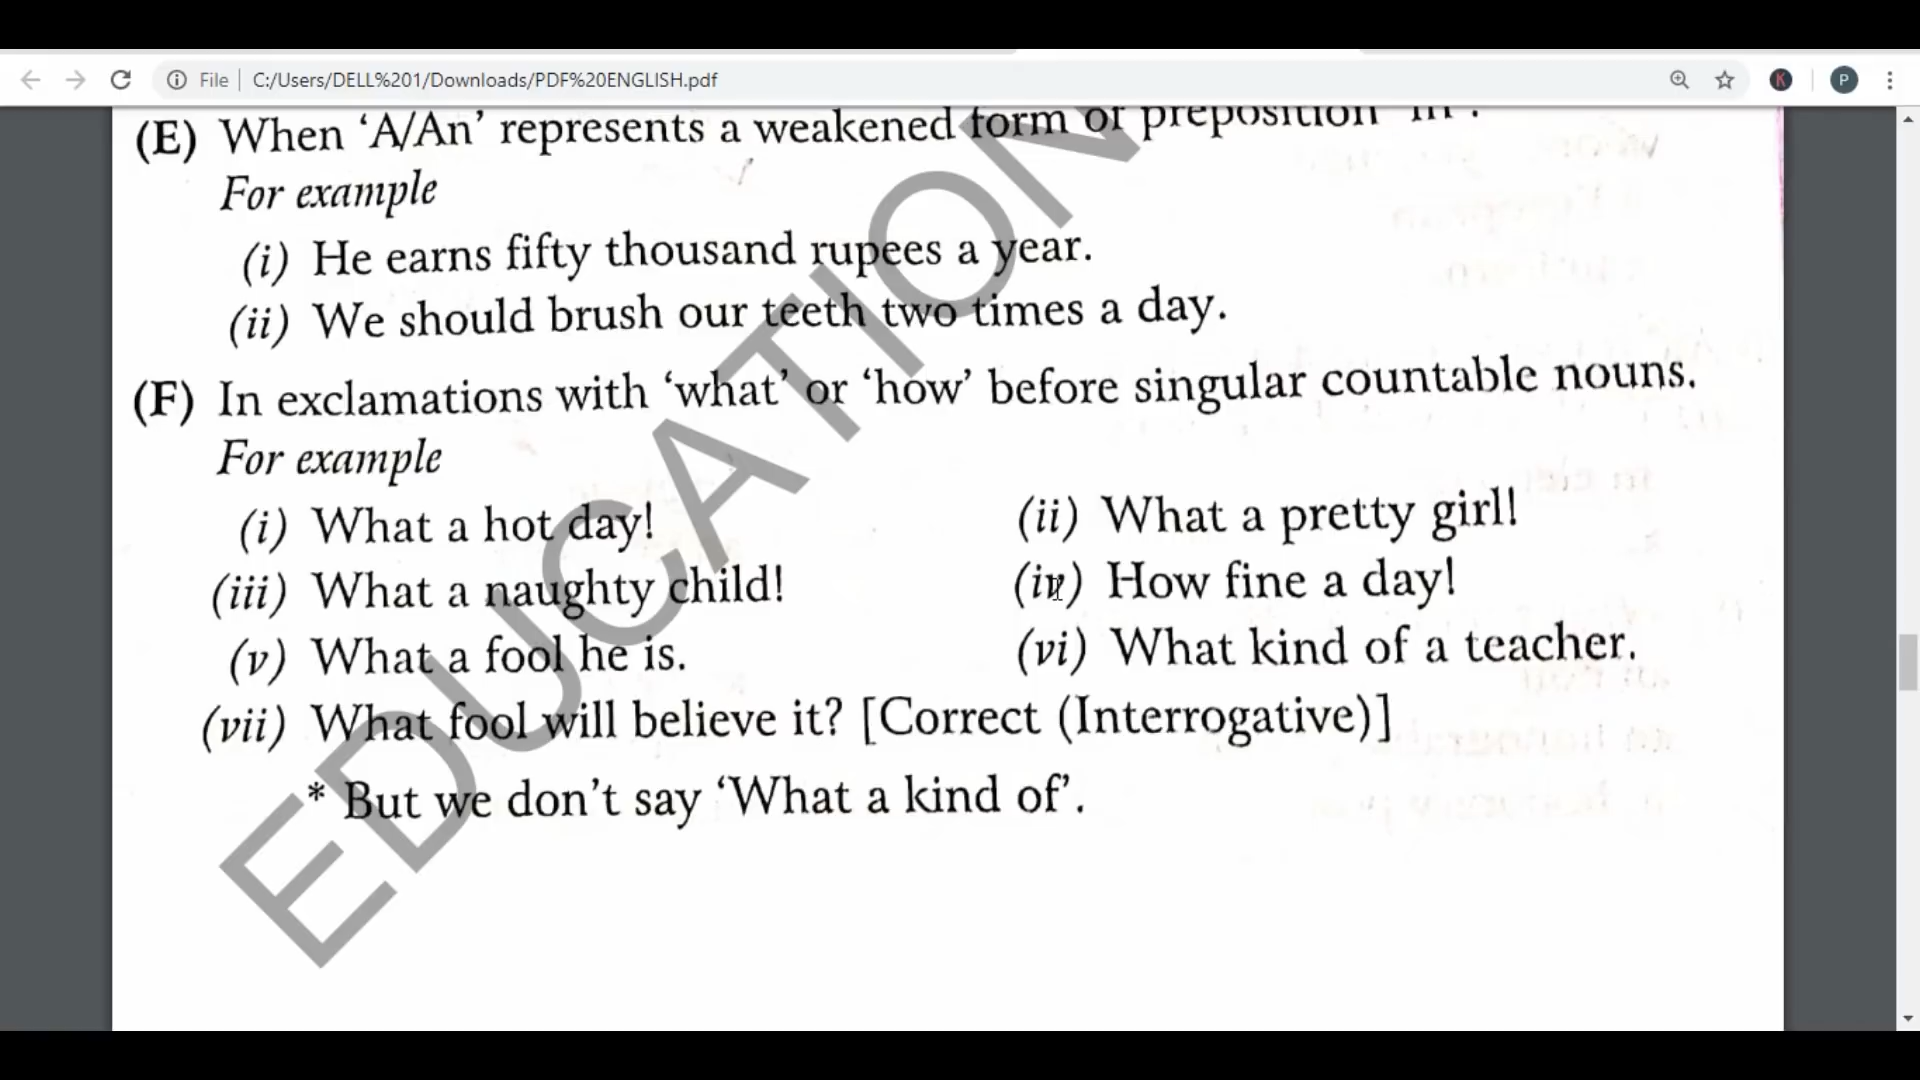 File
C:/Users/DELL%201/Downloads/PDF%20ENGLISH.pdf
K
P
(E) When ‘A/An’ represents a weakened form of preposition ‘in’.
For example
(i) He earns fifty thousand rupees a year.
(ii) We should brush our teeth two times a day.
(F) In exclamations with ‘what’ or ‘how’ before singular countable nouns.
For example
(i) What a hot day! (ii) What a pretty girl!
(iii) What a naughty child! (iv) How fine a day!
(v) What a fool he is. (vi) What kind of a teacher.
(vii) What fool will believe it? [Correct (Interrogative)]
* But we don’t say ‘What a kind of’.
EDUCATION